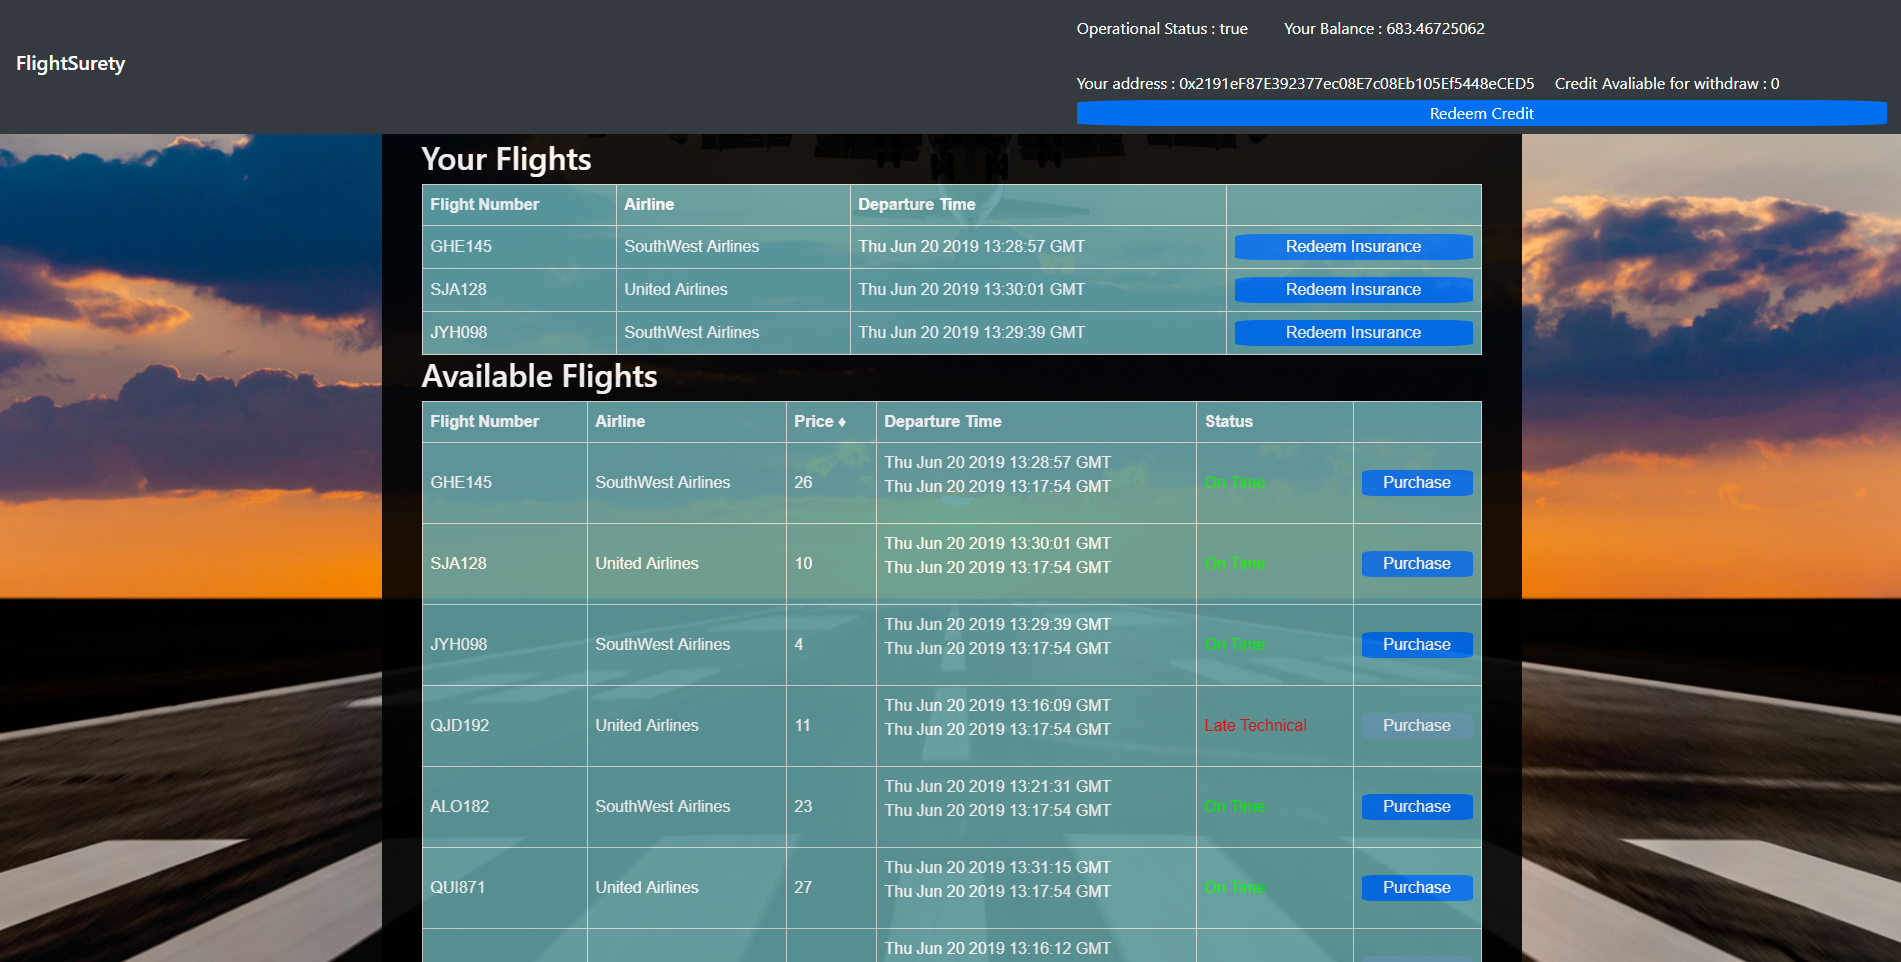 Operational Status : true Your Balance : 683.46725062
FlightSurety
Your address : 0x2191eF87E392377ec08E7c08Eb105Ef5448eCED5 Credit Avaliable for withdraw : 0
Redeem Credit
Your Flights
Flight Number Airline Departure Time
GHE145 SouthWest Airlines Thu Jun 20 2019 13:28:57 GMT Redeem Insurance
SJA128 United Airlines Thu Jun 20 2019 13:30:01 GMT Redeem Insurance
JYH098 SouthWest Airlines Thu Jun 20 2019 13:29:39 GMT Redeem Insurance
Available Flights
Flight Number Airline Price ♦ Departure Time Status
Thu Jun 20 2019 13:28:57 GMT
GHE145 SouthWest Airlines 26 Thu Jun 20 2019 13:17:54 GMT On Time Purchase
Thu Jun 20 2019 13:30:01 GMT
SJA128 United Airlines 10 Thu Jun 20 2019 13:17:54 GMT On Time Purchase
Thu Jun 20 2019 13:29:39 GMT
JYH098 SouthWest Airlines 4 Thu Jun 20 2019 13:17:54 GMT On Time Purchase
Thu Jun 20 2019 13:16:09 GMT
QJD192 United Airlines 11 Thu Jun 20 2019 13:17:54 GMT Late Technical Purchase
Thu Jun 20 2019 13:21:31 GMT
ALO182 SouthWest Airlines 23 Thu Jun 20 2019 13:17:54 GMT On Time Purchase
Thu Jun 20 2019 13:31:15 GMT
QUI871 United Airlines 27 Thu Jun 20 2019 13:17:54 GMT On Time Purchase
Thu Jun 20 2019 13:16:12 GMT